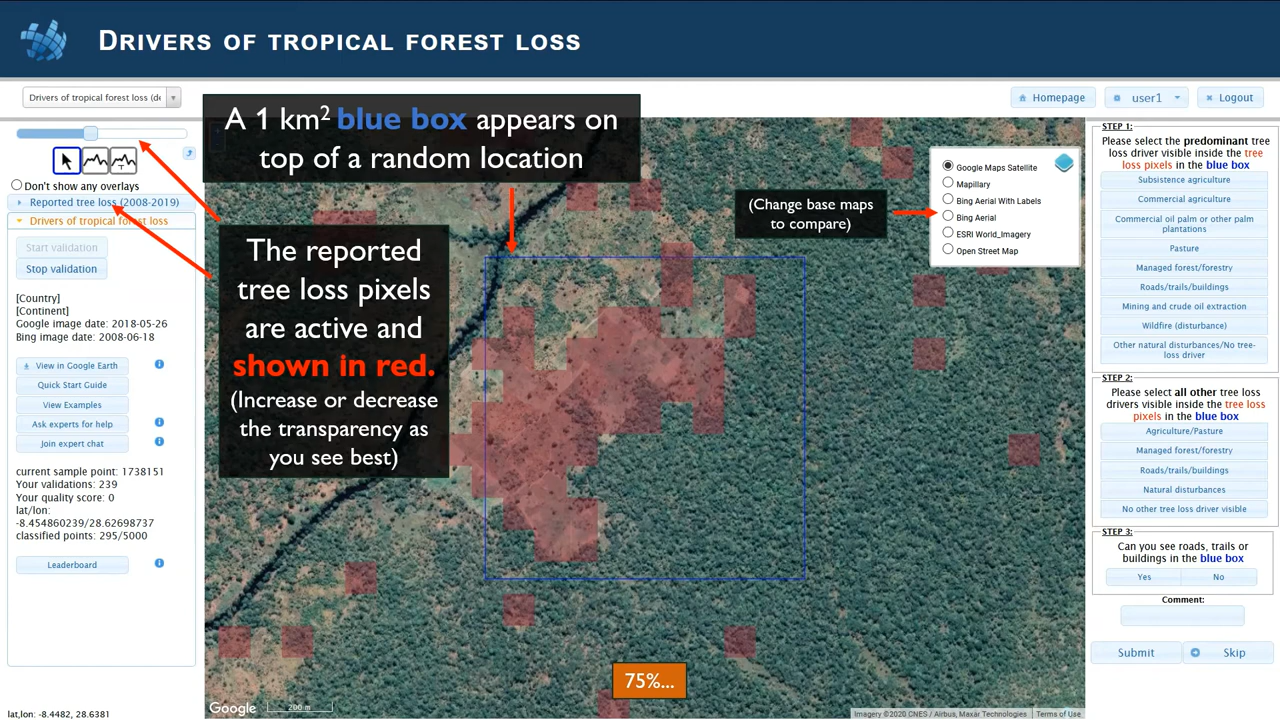 DRIVERS OF TROPICAL FOREST LOSS
Drivers of tropical forest loss (de
Homepage
user1
Logout
A 1 km² blue box appears on
top of a random location
Don't show any overlays
Reported tree loss (2008-2019)
Drivers of tropical forest loss
Start validation
Stop validation
[Country]
[Continent]
Google image date: 2018-05-26
Bing image date: 2008-06-18
View in Google Earth
Quick Start Guide
View Examples
Ask experts for help
Join expert chat
current sample point: 1738151
Your validations: 239
Your quality score: 0
lat/lon:
-8.454860239/28.62698737
classified points: 295/5000
Leaderboard
lat,lon: -8.4482, 28.6381
The reported
tree loss pixels
are active and
shown in red.
(Increase or decrease
the transparency as
you see best)
(Change base maps
to compare)
Google Maps Satellite
Mapillary
Bing Aerial With Labels
Bing Aerial
ESRI World_Imagery
Open Street Map
75%...
Google
200 m
Imagery ©2020 CNES / Airbus, Maxar Technologies
Terms of Use
STEP 1:
Please select the predominant tree
loss driver visible inside the tree
loss pixels in the blue box
Subsistence agriculture
Commercial agriculture
Commercial oil palm or other palm
plantations
Pasture
Managed forest/forestry
Roads/trails/buildings
Mining and crude oil extraction
Wildfire (disturbance)
Other natural disturbances/No tree-
loss driver
STEP 2:
Please select all other tree loss
drivers visible inside the tree loss
pixels in the blue box
Agriculture/Pasture
Managed forest/forestry
Roads/trails/buildings
Natural disturbances
No other tree loss driver visible
STEP 3:
Can you see roads, trails or
buildings in the blue box
Yes
No
Comment:
Submit
Skip